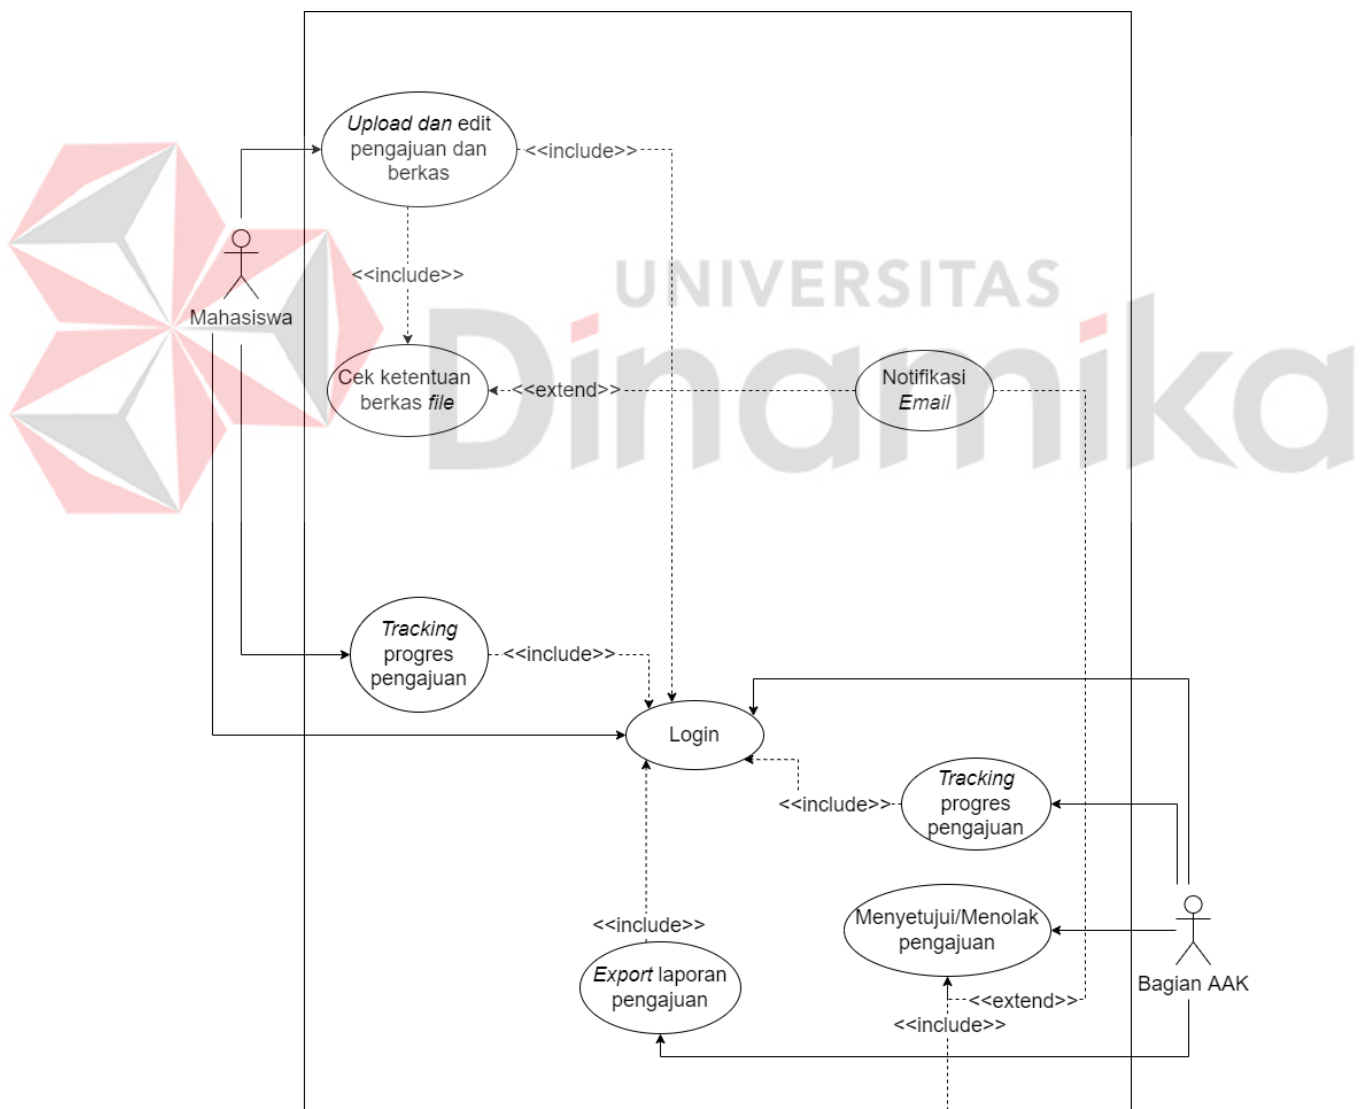 Upload dan edit
pengajuan dan
berkas
<<include>>
<<include>>
Mahasiswa
UNIVERSITAS
Dinamika
Cek ketentuan
berkas file
<<extend>>
Notifikasi
Email
Tracking
progres
pengajuan
<<include>>
Login
<<include>>
Tracking
progres
pengajuan
Menyetujui/Menolak
pengajuan
<<include>>
Export laporan
pengajuan
Bagian AAK
<<extend>>
<<include>>